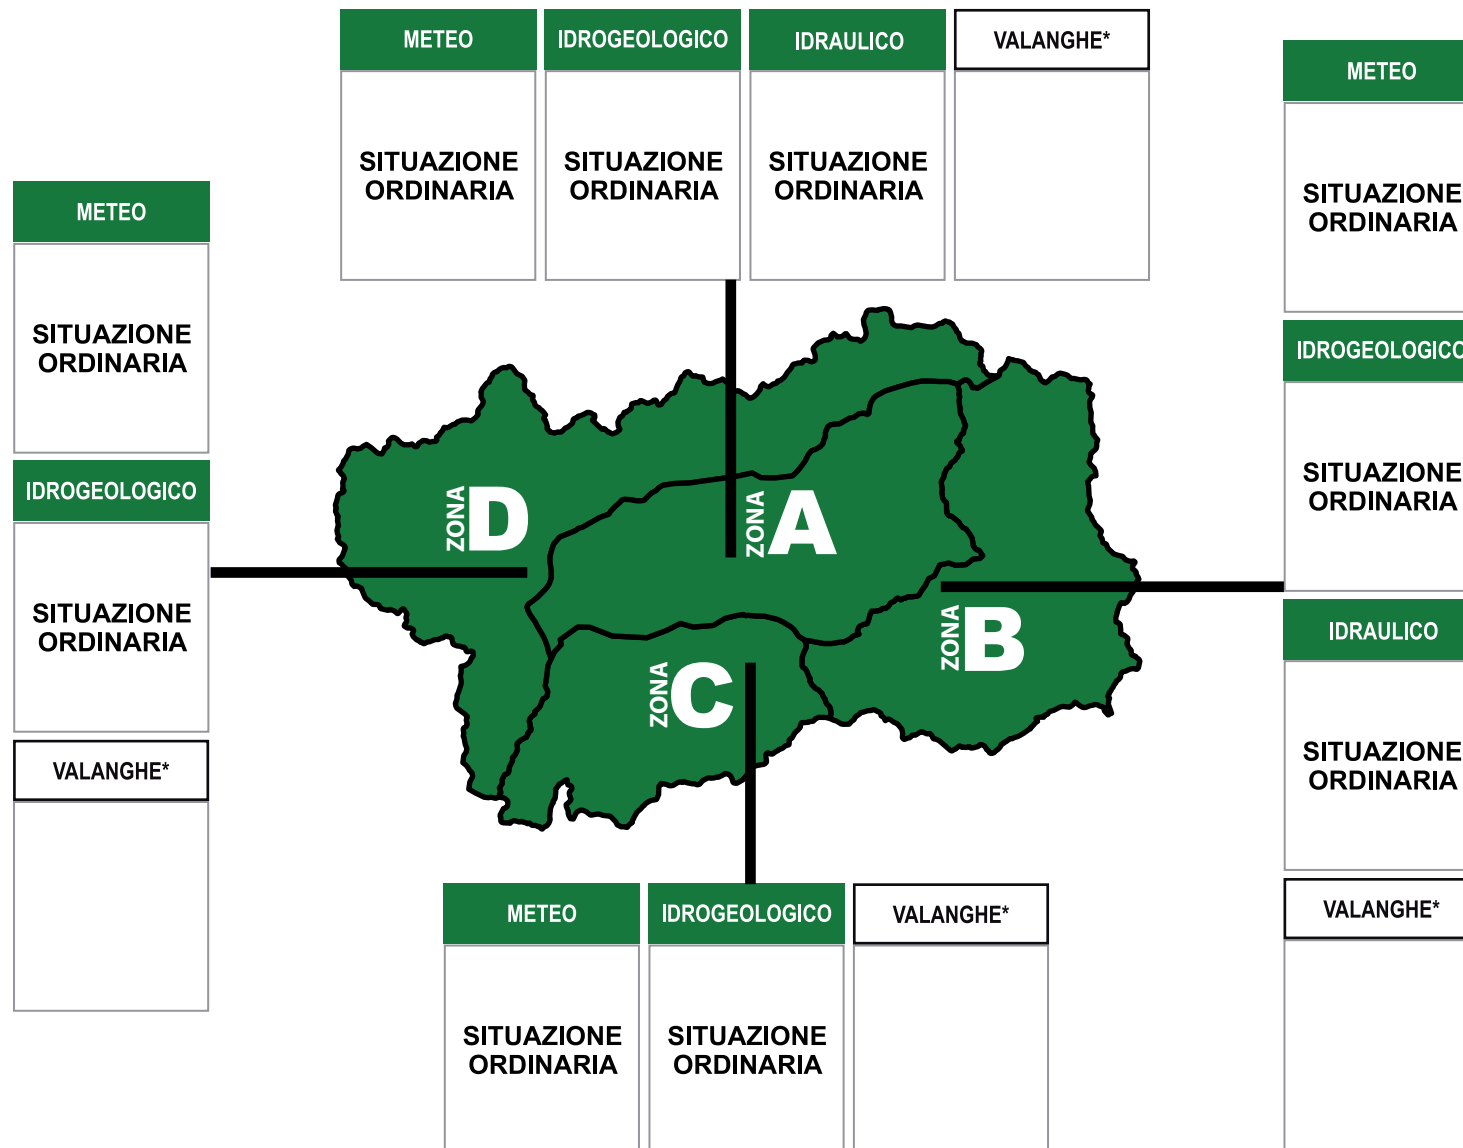 METEO
IDROGEOLOGICO
IDRAULICO
VALANGHE*
SITUAZIONE
ORDINARIA
SITUAZIONE
ORDINARIA
SITUAZIONE
ORDINARIA
METEO
SITUAZIONE
ORDINARIA
IDROGEOLOGICO
SITUAZIONE
ORDINARIA
VALANGHE*
METEO
SITUAZIONE
ORDINARIA
IDROGEOLOGICO
SITUAZIONE
ORDINARIA
IDRAULICO
SITUAZIONE
ORDINARIA
VALANGHE*
ZONA D
ZONA A
ZONA B
ZONA C
METEO
IDROGEOLOGICO
VALANGHE*
SITUAZIONE
ORDINARIA
SITUAZIONE
ORDINARIA